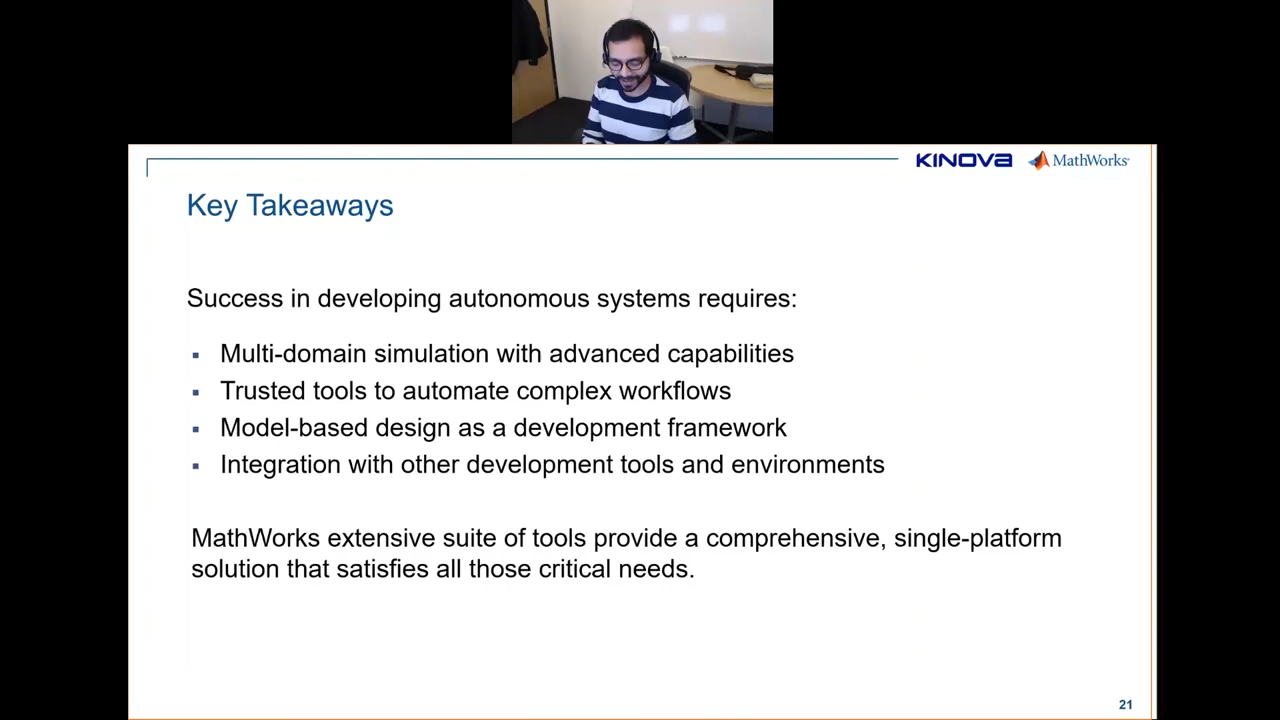 KINOVA MathWorks
Key Takeaways
Success in developing autonomous systems requires:
▪ Multi-domain simulation with advanced capabilities
▪ Trusted tools to automate complex workflows
▪ Model-based design as a development framework
▪ Integration with other development tools and environments
MathWorks extensive suite of tools provide a comprehensive, single-platform
solution that satisfies all those critical needs.
21